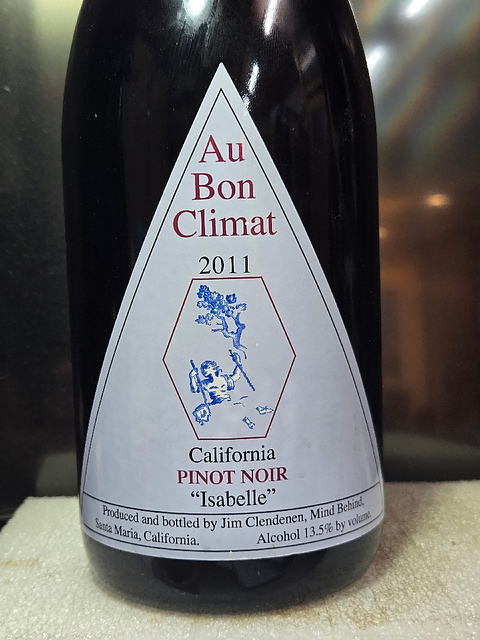 Au
Bon
Climat
2011
California
PINOT NOIR
“Isabelle”
Produced and bottled by Jim Clendenen, Mind Behind,
Santa Maria, California. Alcohol 13.5% by volume.